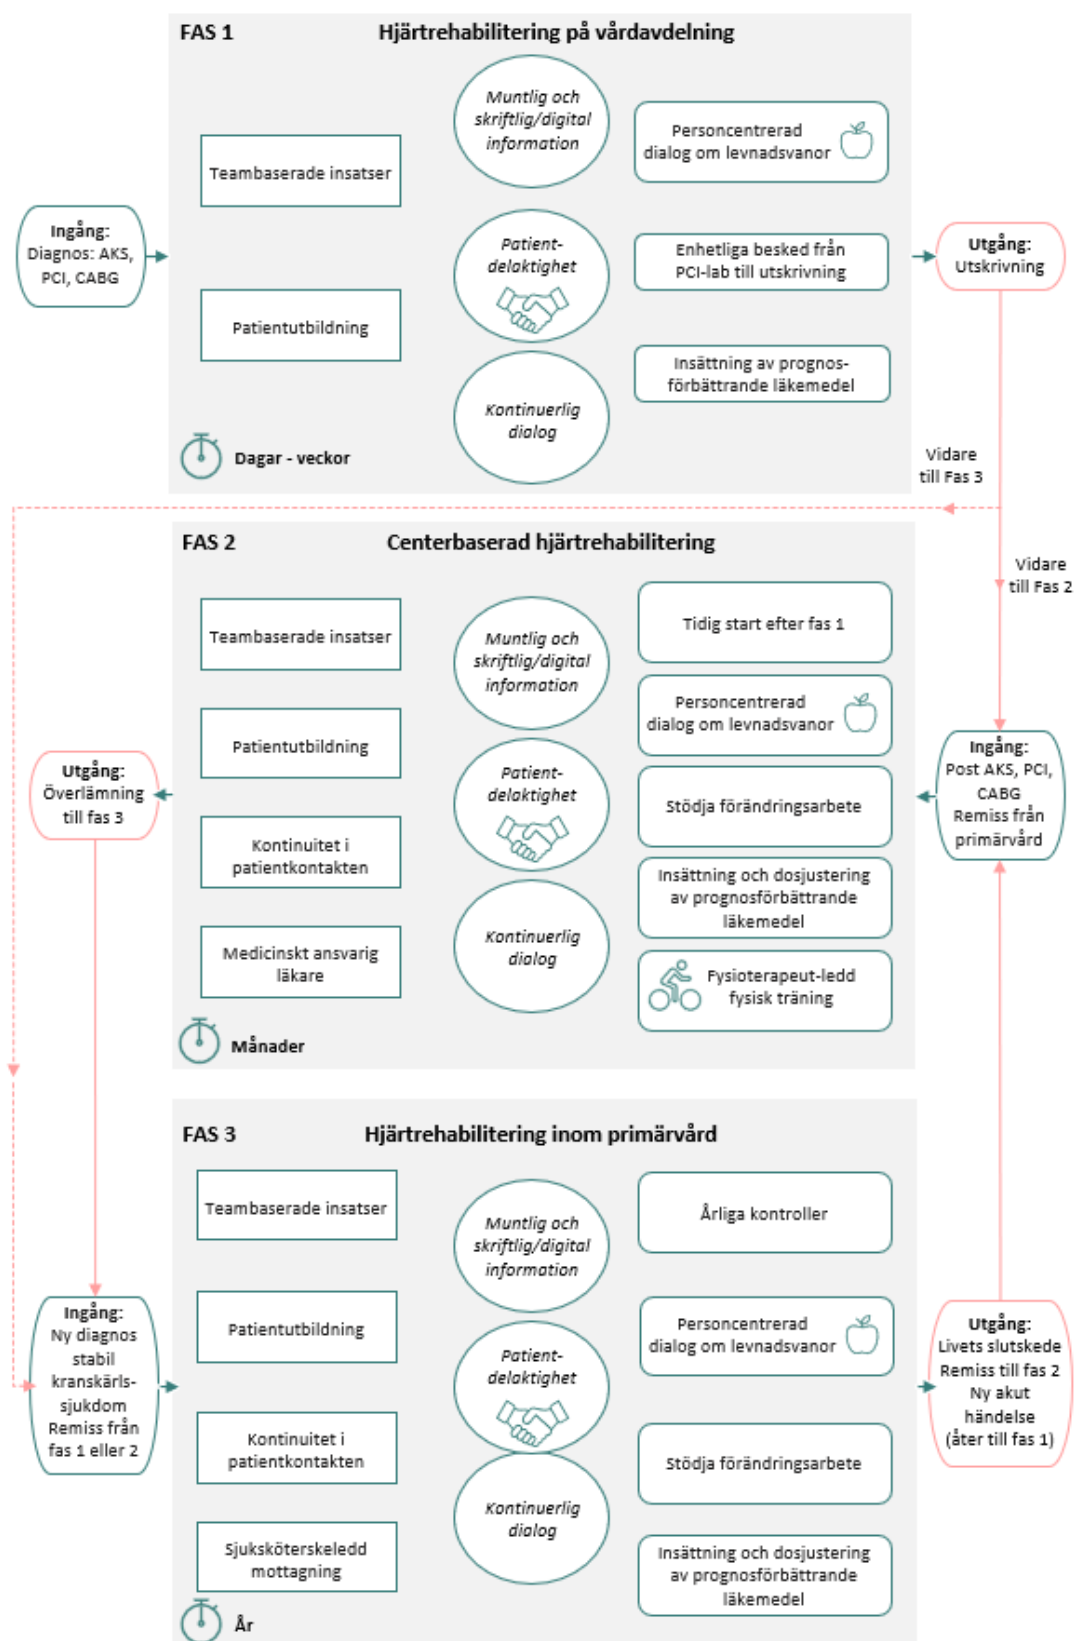 FAS 1
Hjärtrehabilitering på vårdavdelning
Ingång:
Diagnos: AKS,
PCI, CABG
Teambaserade insatser
Patientutbildning
Muntlig och
skriftlig/digital
information
Patient-
delaktighet
Kontinuerlig
dialog
Personcentrerad
dialog om levnadsvanor
Enhetliga besked från
PCI-lab till utskrivning
Insättning av prognos-
förbättrande läkemedel
Dagar - veckor
Utgång:
Utskrivning
Vidare
till Fas 3
Vidare
till Fas 2
FAS 2
Centerbaserad hjärtrehabilitering
Ingång:
Post AKS, PCI,
CABG
Remiss från
primärvård
Teambaserade insatser
Patientutbildning
Kontinuitet i
patientkontakten
Medicinskt ansvarig
läkare
Muntlig och
skriftlig/digital
information
Patient-
delaktighet
Kontinuerlig
dialog
Tidig start efter fas 1
Personcentrerad
dialog om levnadsvanor
Stödja förändringsarbete
Insättning och dosjustering
av prognosförbättrande
läkemedel
Fysioterapeut-ledd
fysisk träning
Månader
Utgång:
Överlämning
till fas 3
FAS 3
Hjärtrehabilitering inom primärvård
Ingång:
Ny diagnos
stabil
kranskärls-
sjukdom
Remiss från
fas 1 eller 2
Teambaserade insatser
Patientutbildning
Kontinuitet i
patientkontakten
Sjuksköterskeledd
mottagning
Muntlig och
skriftlig/digital
information
Patient-
delaktighet
Kontinuerlig
dialog
Årliga kontroller
Personcentrerad
dialog om levnadsvanor
Stödja förändringsarbete
Insättning och dosjustering
av prognosförbättrande
läkemedel
År
Utgång:
Livets slutskede
Remiss till fas 2
Ny akut
händelse
(åter till fas 1)